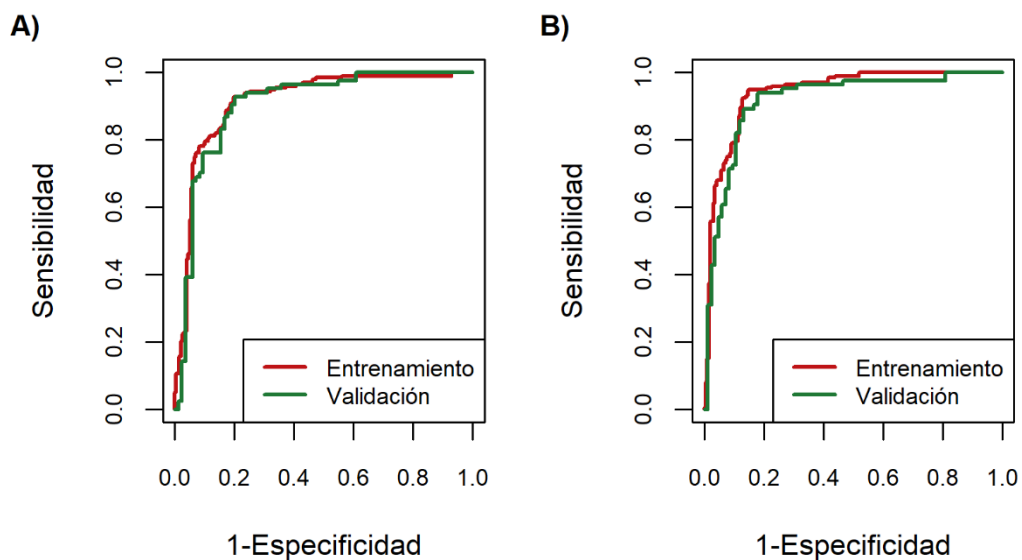 A)
Sensibilidad
1.0
0.8
0.6
0.4
0.2
0.0
Entrenamiento
Validación
0.0 0.2 0.4 0.6 0.8 1.0
1-Especificidad
B)
Sensibilidad
1.0
0.8
0.6
0.4
0.2
0.0
Entrenamiento
Validación
0.0 0.2 0.4 0.6 0.8 1.0
1-Especificidad